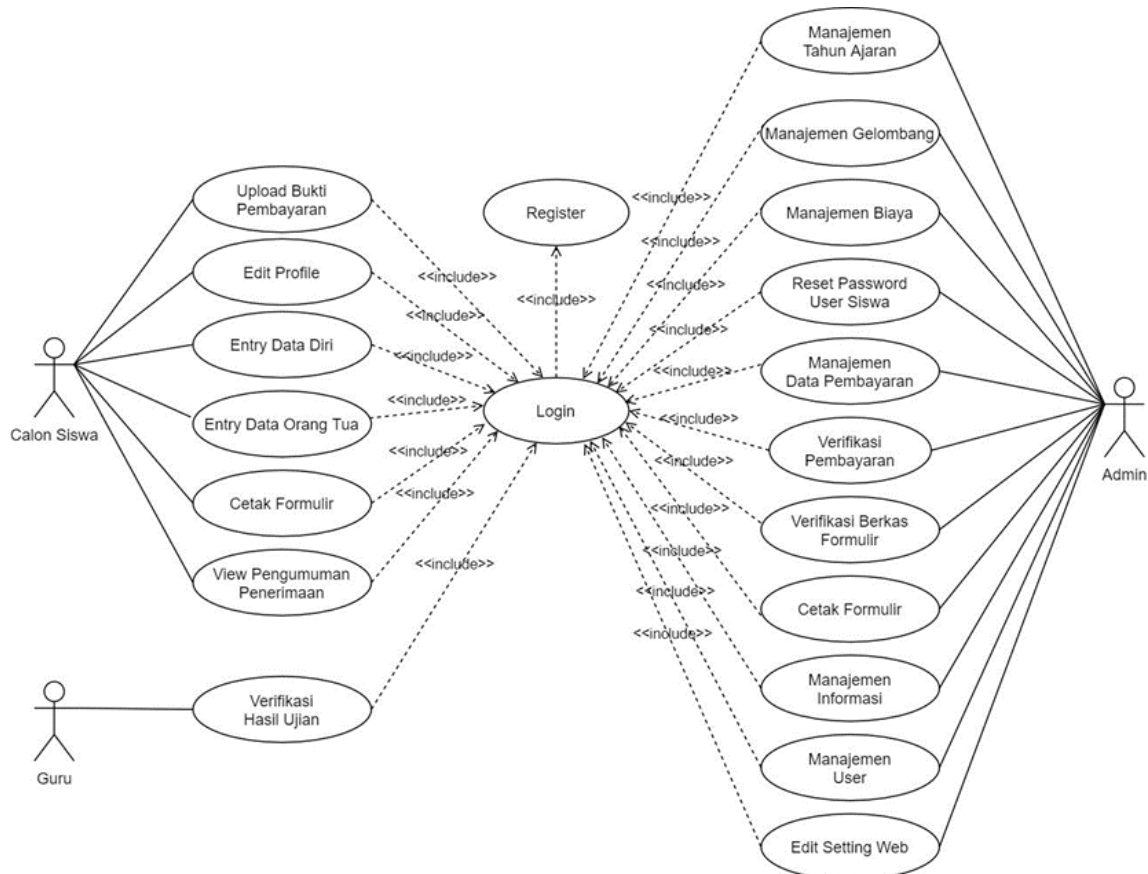 Manajemen
Tahun Ajaran
Manajemen Gelombang
Upload Bukti
Pembayaran
Register
<<include>>
Manajemen Biaya
<<include>>
Edit Profile
<<include>>
<<include>>
<<include>>
Reset Password
User Siswa
<<include>>
<<include>>
Entry Data Diri
<<include>>
<<include>>
Manajemen
Data Pembayaran
Calon Siswa
Entry Data Orang Tua
<<include>>
Login
<<include>>
Verifikasi
Pembayaran
Admin
<<include>>
Cetak Formulir
<<include>>
<<include>>
Verifikasi Berkas
Formulir
View Pengumuman
Penerimaan
<<include>>
<<include>>
<<include>>
Cetak Formulir
<<include>>
Manajemen
Informasi
Verifikasi
Hasil Ujian
Guru
Manajemen
User
Edit Setting Web